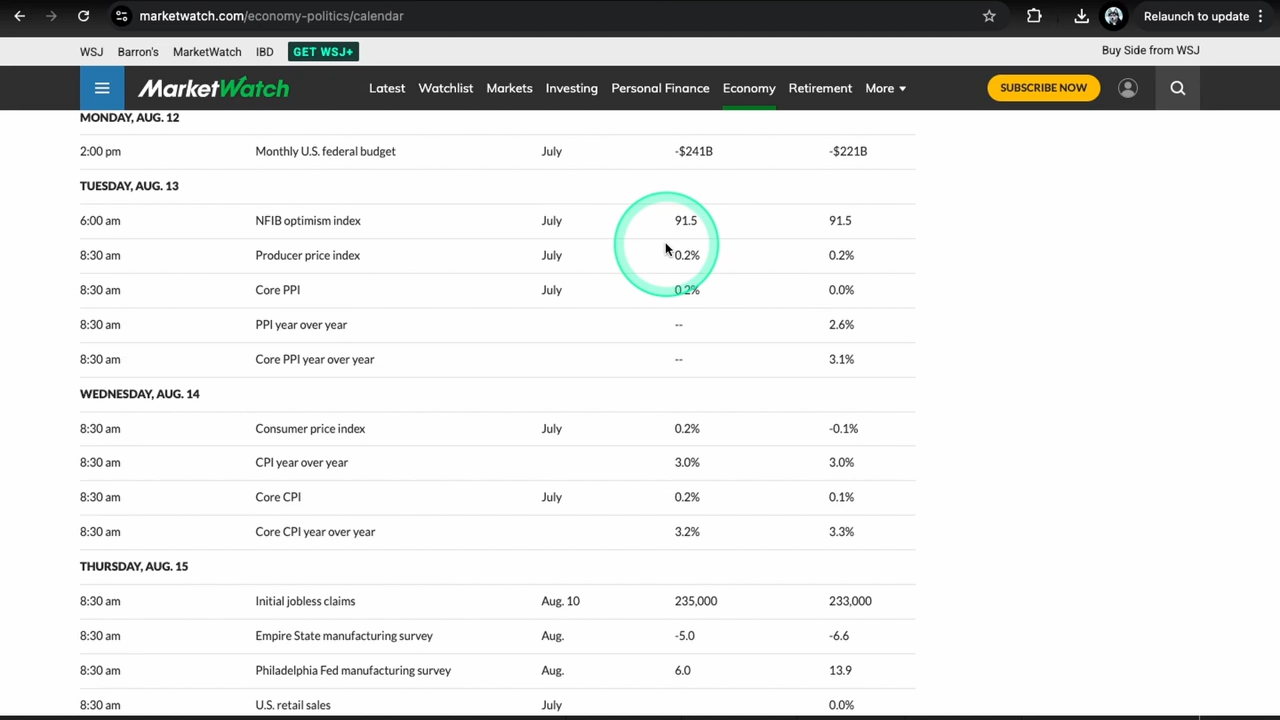 marketwatch.com/economy-politics/calendar Relaunch to update
WSJ Barron's MarketWatch IBD GET WSJ+ Buy Side from WSJ
MarketWatch Latest Watchlist Markets Investing Personal Finance Economy Retirement More SUBSCRIBE NOW
MONDAY, AUG. 12
2:00 pm Monthly U.S. federal budget July -$241B -$221B
TUESDAY, AUG. 13
6:00 am NFIB optimism index July 91.5 91.5
8:30 am Producer price index July 0.2% 0.2%
8:30 am Core PPI July 0.2% 0.0%
8:30 am PPI year over year -- 2.6%
8:30 am Core PPI year over year -- 3.1%
WEDNESDAY, AUG. 14
8:30 am Consumer price index July 0.2% -0.1%
8:30 am CPI year over year 3.0% 3.0%
8:30 am Core CPI July 0.2% 0.1%
8:30 am Core CPI year over year 3.2% 3.3%
THURSDAY, AUG. 15
8:30 am Initial jobless claims Aug. 10 235,000 233,000
8:30 am Empire State manufacturing survey Aug. -5.0 -6.6
8:30 am Philadelphia Fed manufacturing survey Aug. 6.0 13.9
8:30 am U.S. retail sales July 0.0%